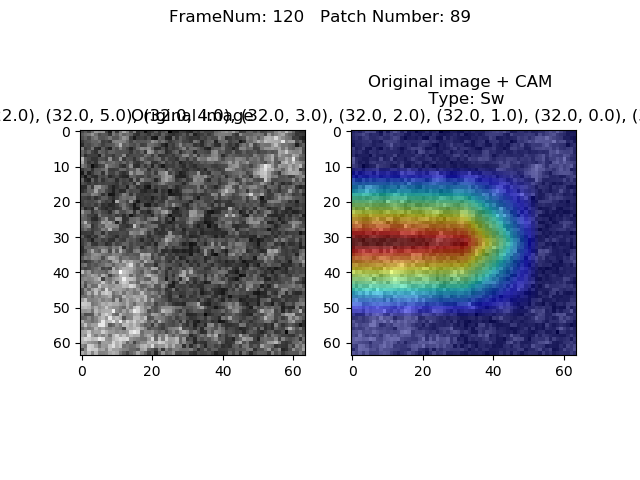 FrameNum: 120 Patch Number: 89
Original image + CAM
Type: Sw
2.0), (32.0, 5.0), (32.0, 4.0), (32.0, 3.0), (32.0, 2.0), (32.0, 1.0), (32.0, 0.0), (
Original image
0
10
20
30
40
50
60
0 20 40 60
0
10
20
30
40
50
60
0 20 40 60